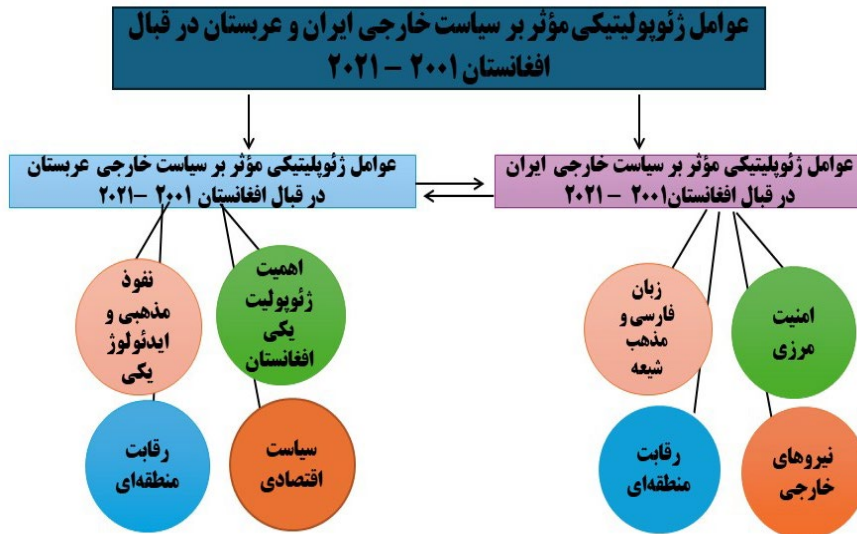 عوامل ژئوپولیتیکی مؤثر بر سیاست خارجی ایران و عربستان در قبال
افغانستان ۲۰۰۱ – ۲۰۲۱
عوامل ژئوپلیتیکی مؤثر بر سیاست خارجی ایران
در قبال افغانستان۲۰۰۱ – ۲۰۲۱
عوامل ژئوپلیتیکی مؤثر بر سیاست خارجی عربستان
در قبال افغانستان ۲۰۰۱ –۲۰۲۱
امنیت
مرزی
زبان
فارسی و
مذهب
شیعه
نیروهای
خارجی
رقابت
منطقه‌ای
اهمیت
ژئوپولیت
یکی
افغانستان
نفوذ
مذهبی و
ایدئولوژ
یکی
سیاست
اقتصادی
رقابت
منطقه‌ای